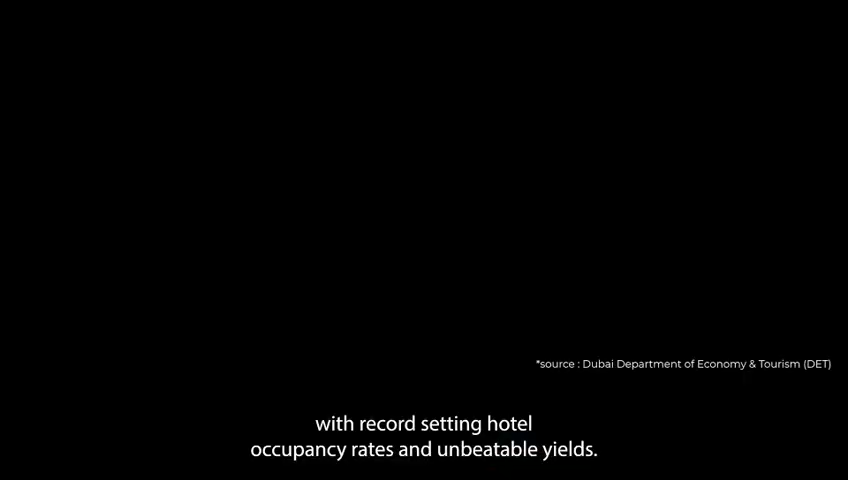 *source : Dubai Department of Economy & Tourism (DET)
with record setting hotel
occupancy rates and unbeatable yields.